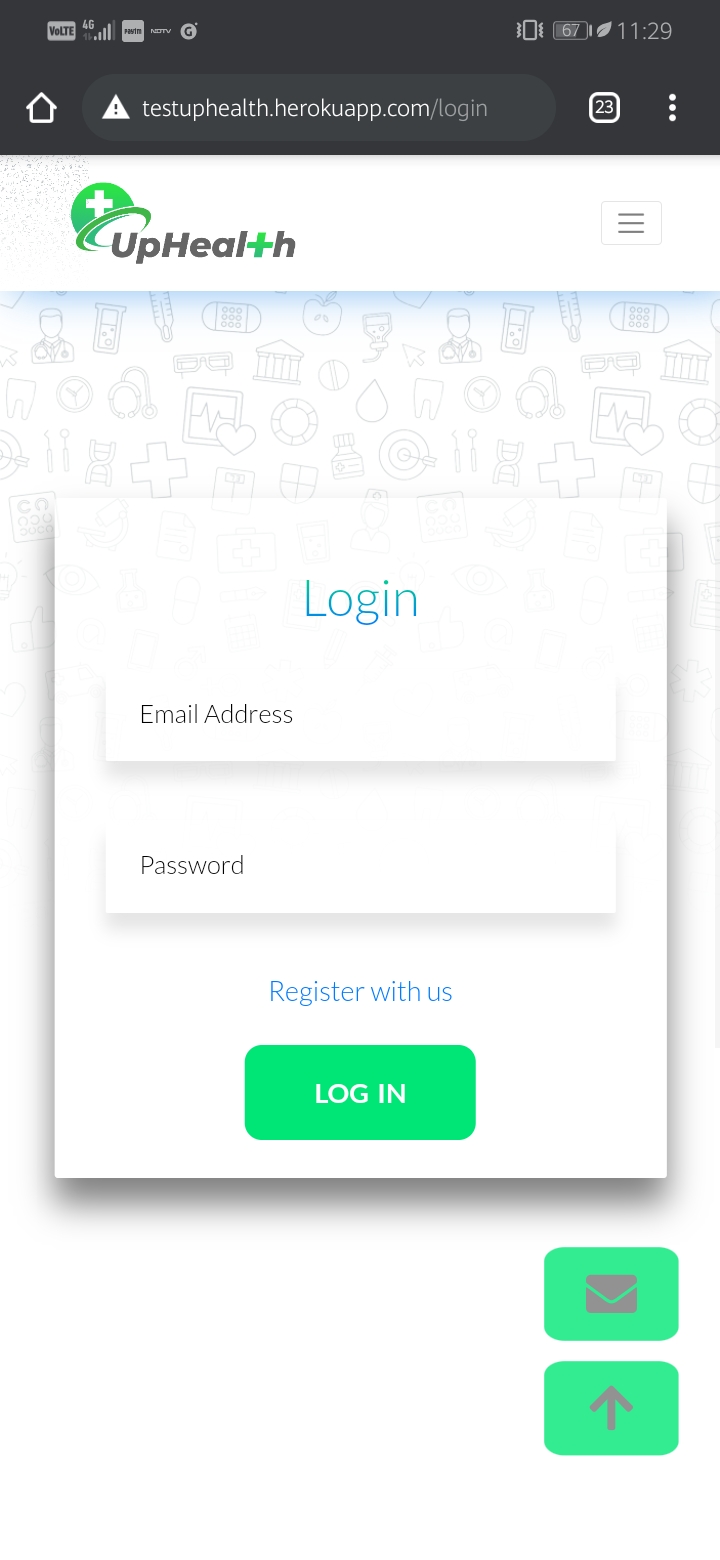 VoLTE 4G Paytm NDTV G 67 11:29
testuphealth.herokuapp.com/login 23
UpHealth
Login
Email Address
Password
Register with us
LOG IN